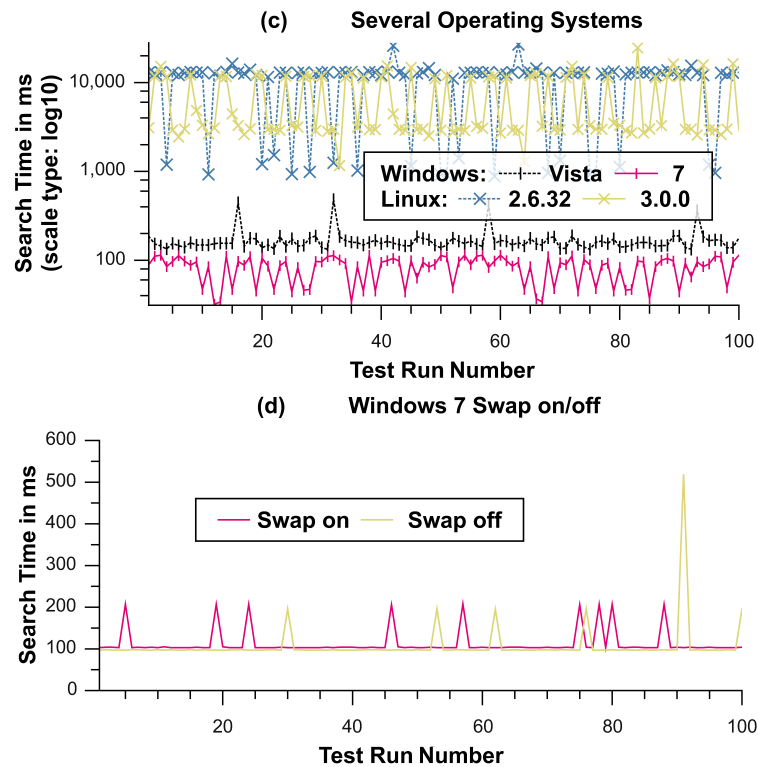 (c) Several Operating Systems
Search Time in ms
(scale type: log10)
10,000
1,000
100
Windows: Vista 7
Linux: 2.6.32 3.0.0
20 40 60 80 100
Test Run Number
(d) Windows 7 Swap on/off
Search Time in ms
600
500
400
300
200
100
0
Swap on Swap off
20 40 60 80 100
Test Run Number